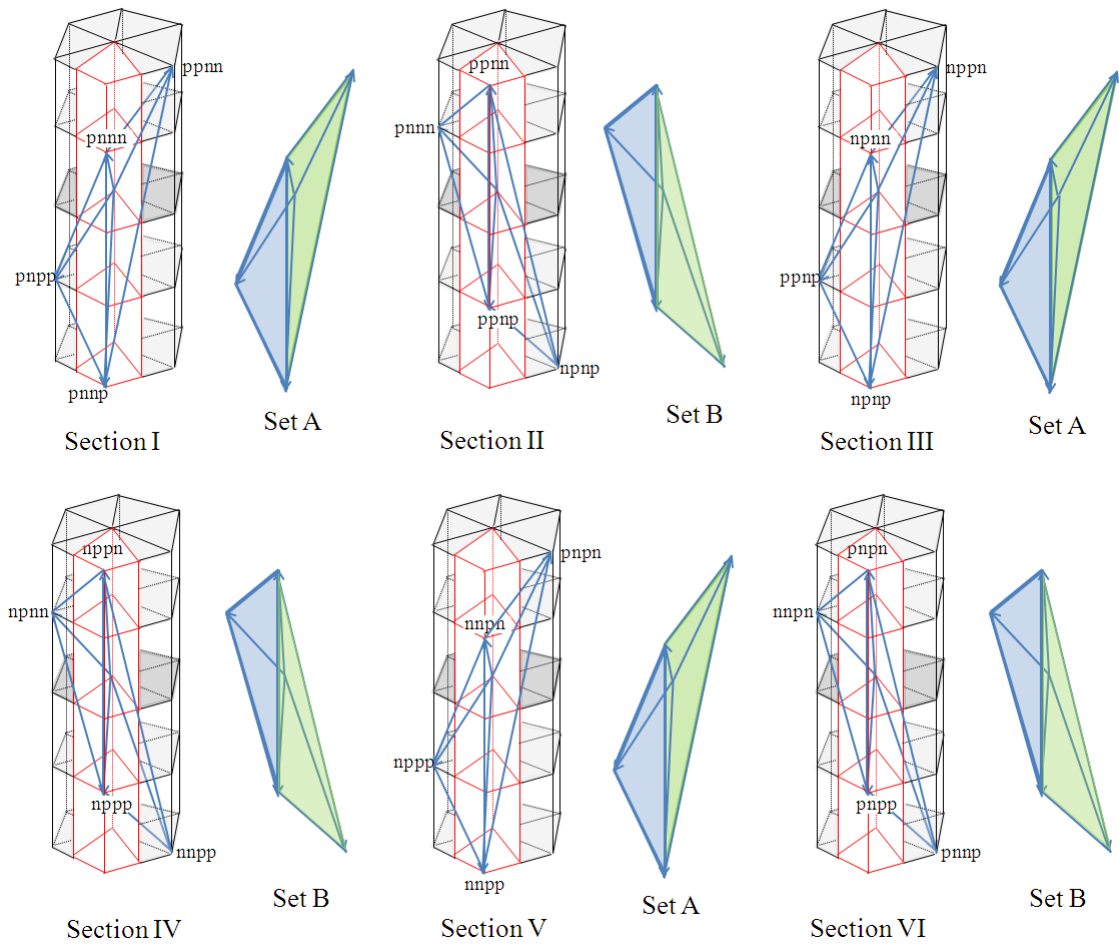 ppnn
pnnn
pnpp
pnnp
Set A
Section I
ppnn
pnnn
ppnp
npnp
Set B
Section II
nppn
npnn
ppnp
npnp
Set A
Section III
nppn
npnn
nppp
nnpp
Set B
Section IV
pnpn
nnpn
nppp
nnpp
Set A
Section V
pnpn
nnpn
pnpp
pnnp
Set B
Section VI